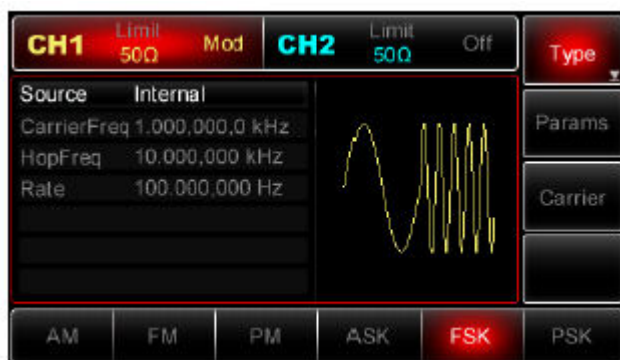 CH1 Limit 50Ω Mod CH2 Limit 50Ω Off Type
Source Internal
CarrierFreq 1.000,000,0 kHz
HopFreq 10.000,000 kHz
Rate 100.000,000 Hz
Params
Carrier
AM FM PM ASK FSK PSK